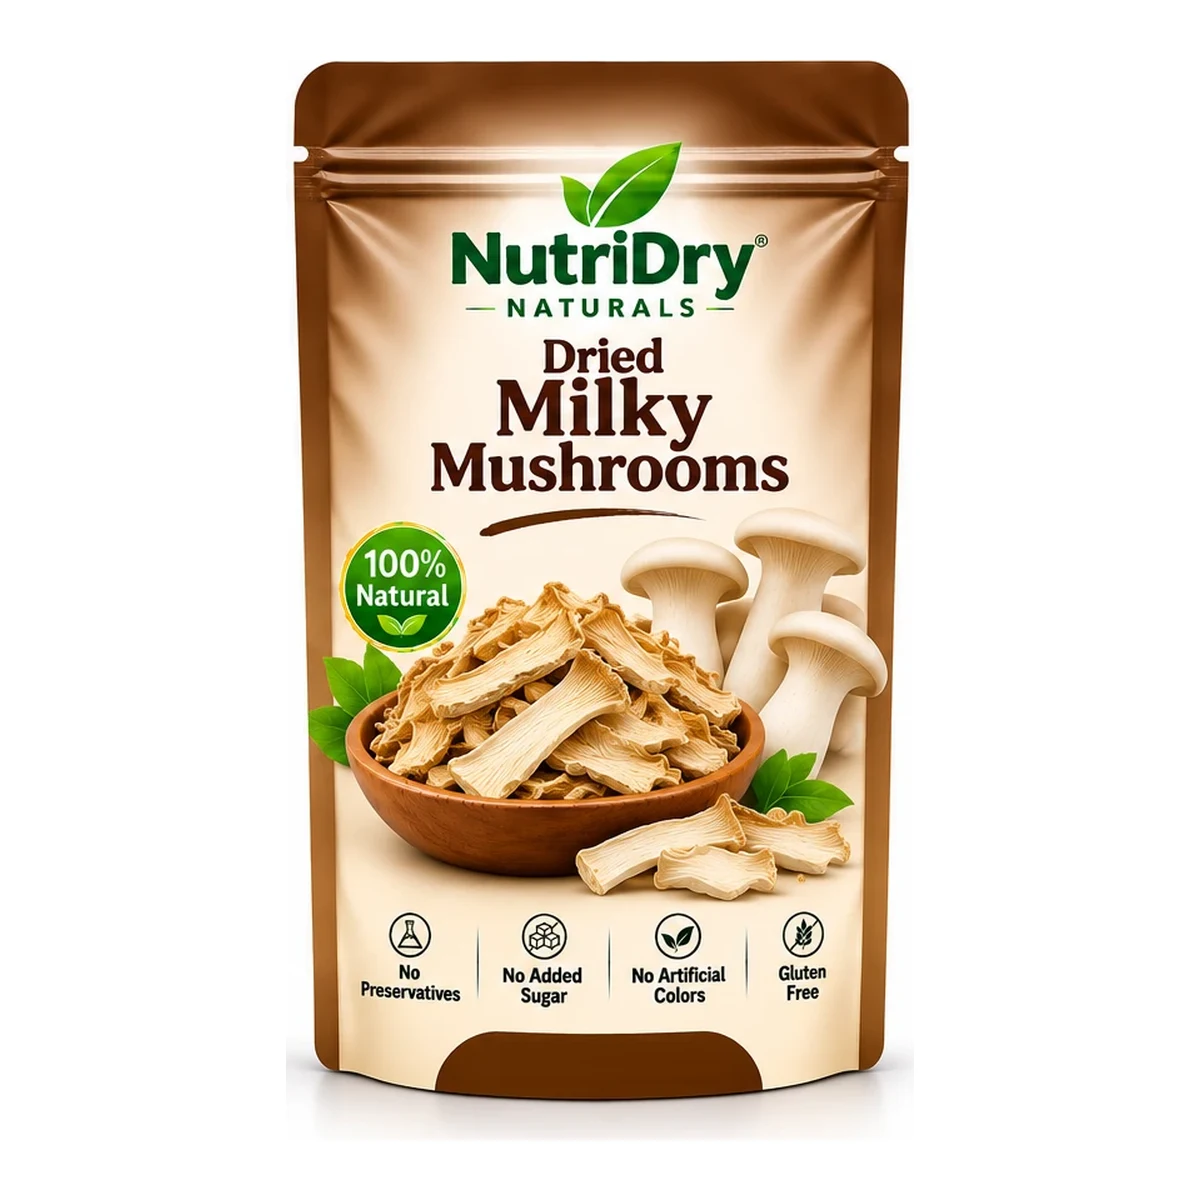 NutriDry®
NATURALS
Dried
Milky
Mushrooms
100%
Natural
No
Preservatives
No Added
Sugar
No Artificial
Colors
Gluten
Free